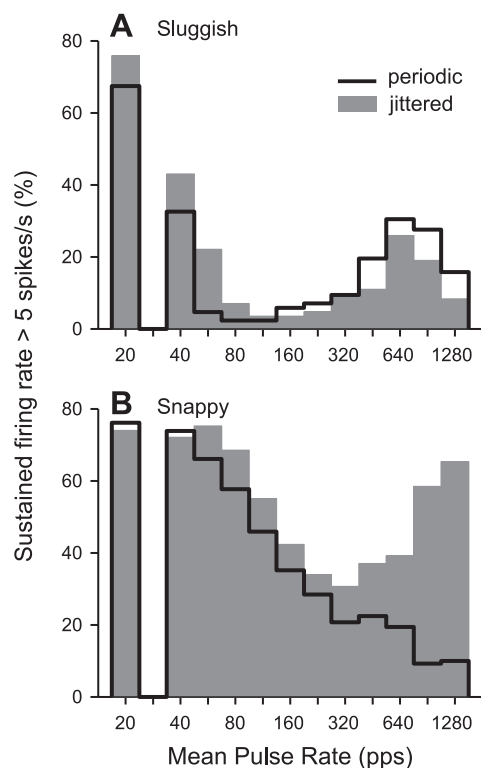 A Sluggish
80
periodic
jittered
60
40
20
0
20 40 80 160 320 640 1280
Sustained firing rate > 5 spikes/s (%)
B Snappy
80
60
40
20
0
20 40 80 160 320 640 1280
Mean Pulse Rate (pps)